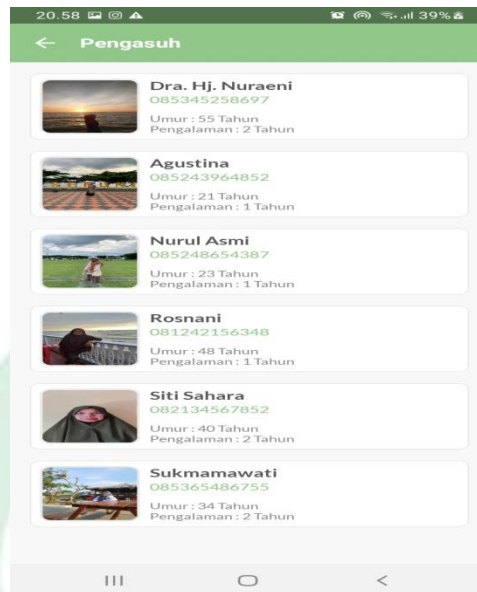 20.58 39%
Pengasuh
Dra. Hj. Nuraeni
085345258697
Umur : 55 Tahun
Pengalaman : 2 Tahun
Agustina
085243964852
Umur : 21 Tahun
Pengalaman : 1 Tahun
Nurul Asmi
085248654387
Umur : 23 Tahun
Pengalaman : 1 Tahun
Rosnani
081242156348
Umur : 48 Tahun
Pengalaman : 1 Tahun
Siti Sahara
082134567852
Umur : 40 Tahun
Pengalaman : 2 Tahun
Sukmamawati
085365486755
Umur : 34 Tahun
Pengalaman : 2 Tahun